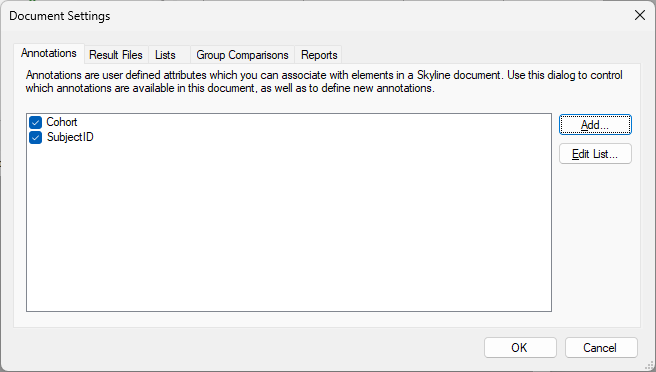 Document Settings
Annotations Result Files Lists Group Comparisons Reports
Annotations are user defined attributes which you can associate with elements in a Skyline document. Use this dialog to control
which annotations are available in this document, as well as to define new annotations.
Cohort
SubjectID
Add...
Edit List...
OK Cancel